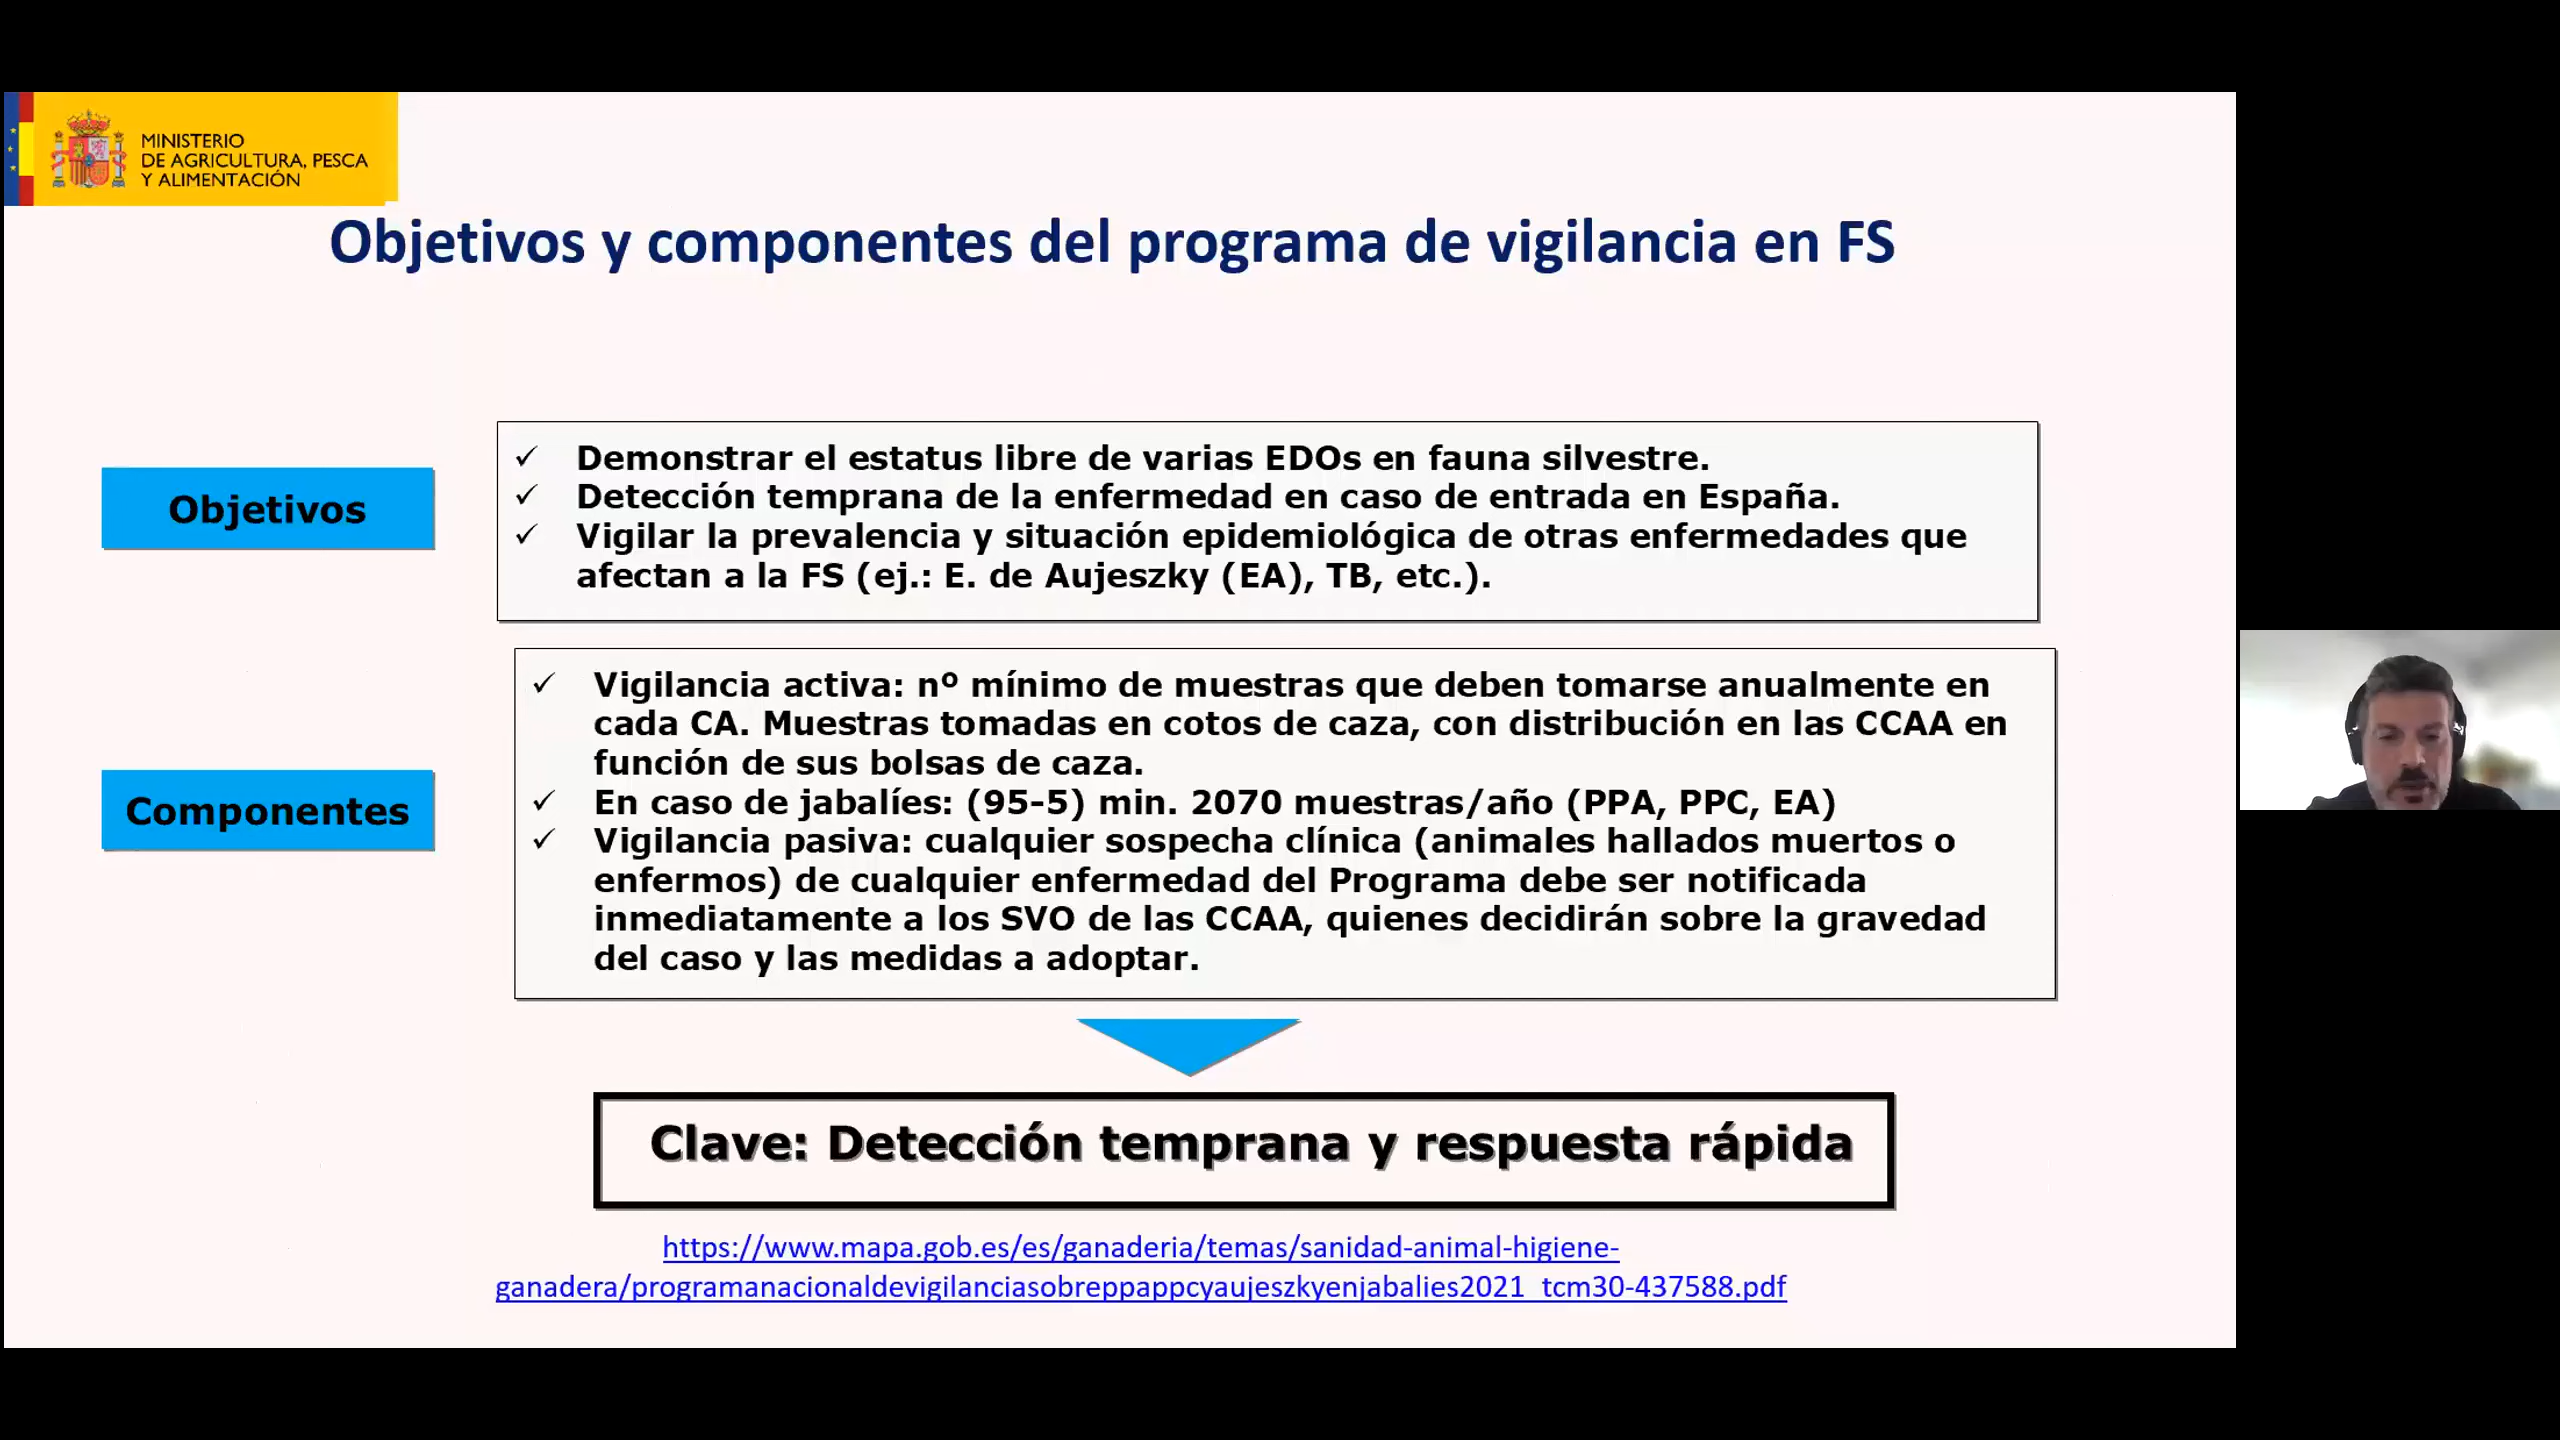 MINISTERIO
DE AGRICULTURA, PESCA
Y ALIMENTACIÓN
Objetivos y componentes del programa de vigilancia en FS
Objetivos
✓ Demonstrar el estatus libre de varias EDOs en fauna silvestre.
✓ Detección temprana de la enfermedad en caso de entrada en España.
✓ Vigilar la prevalencia y situación epidemiológica de otras enfermedades que
afectan a la FS (ej.: E. de Aujeszky (EA), TB, etc.).
Componentes
✓ Vigilancia activa: nº mínimo de muestras que deben tomarse anualmente en
cada CA. Muestras tomadas en cotos de caza, con distribución en las CCAA en
función de sus bolsas de caza.
✓ En caso de jabalíes: (95-5) min. 2070 muestras/año (PPA, PPC, EA)
✓ Vigilancia pasiva: cualquier sospecha clínica (animales hallados muertos o
enfermos) de cualquier enfermedad del Programa debe ser notificada
inmediatamente a los SVO de las CCAA, quienes decidirán sobre la gravedad
del caso y las medidas a adoptar.
Clave: Detección temprana y respuesta rápida
https://www.mapa.gob.es/es/ganaderia/temas/sanidad-animal-higiene-
ganadera/programanacionaldevigilanciasobreppappcyaujeszkyenjabalies2021_tcm30-437588.pdf